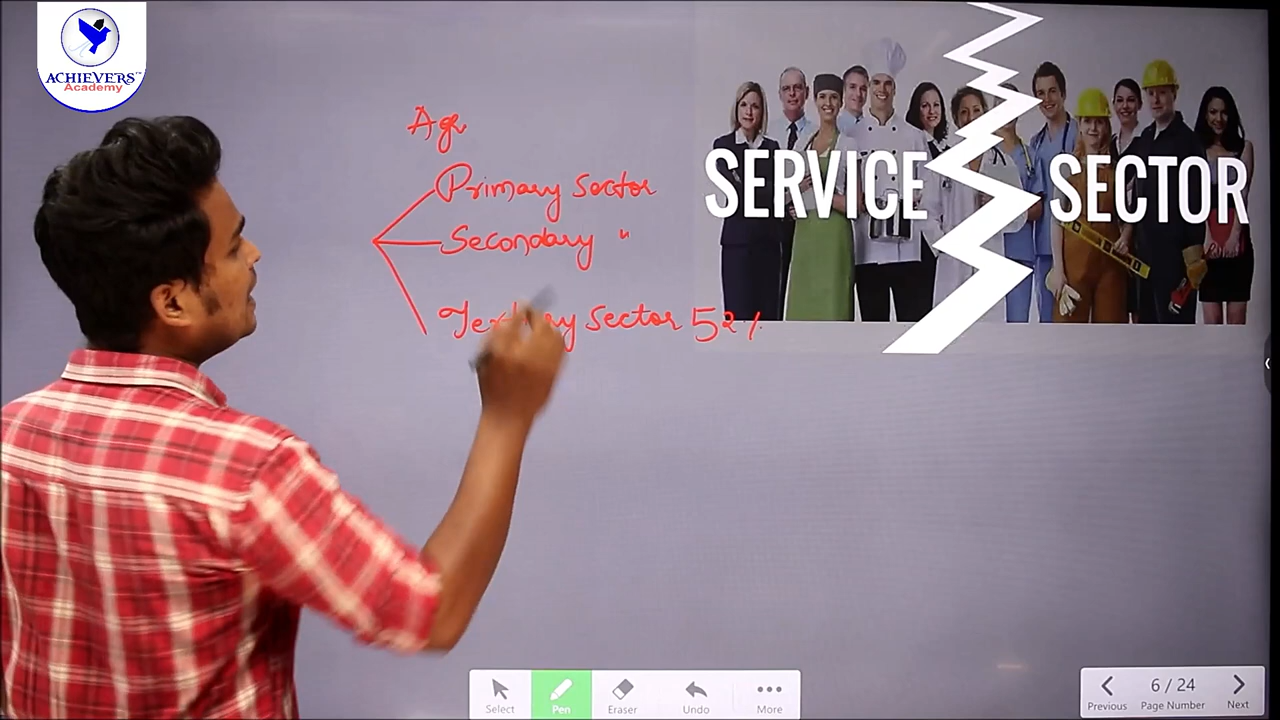 ACHIEVERS™
Academy
Agr
Primary Sector
Secondary "
Sector 52%
SERVICE SECTOR
Select
Pen
Eraser
Undo
More
Previous
6 / 24
Page Number
Next